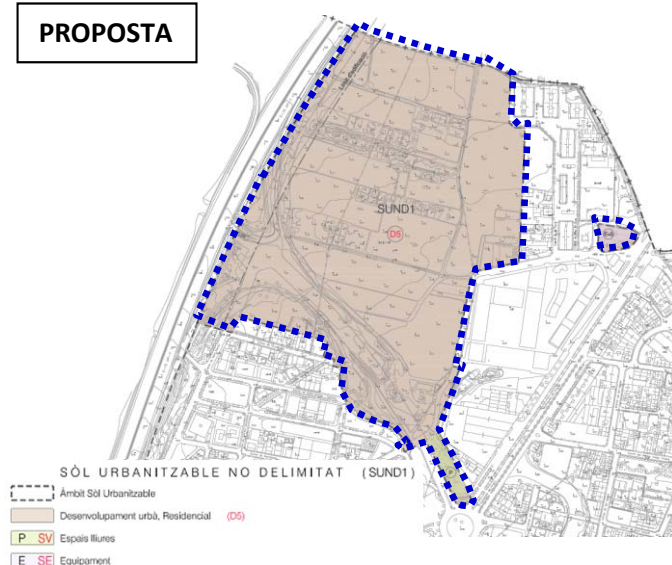 PROPOSTA
SUND1
D5
SÒL URBANITZABLE NO DELIMITAT (SUND1)
Àmbit Sòl Urbanitzable
Desenvolupament urbà, Residencial (D5)
P SV Espais lliures
E SE Equipament